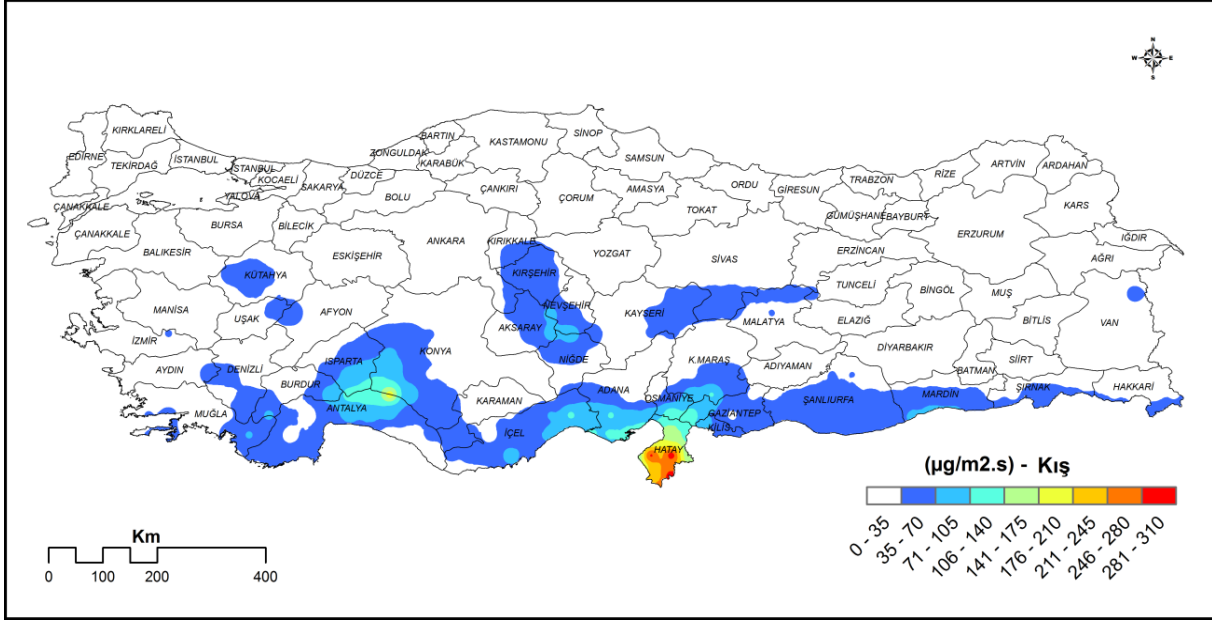 N
W E
S
KIRKLARELİ
EDİRNE
TEKİRDAĞ
İSTANBUL
İSTANBUL
KOCAELİ
YALOVA
SAKARYA
DÜZCE
ZONGULDAK
BARTIN
KARABÜK
KASTAMONU
SİNOP
SAMSUN
ÇANKIRI
BOLU
ÇORUM
AMASYA
ORDU
GİRESUN
TRABZON
RİZE
ARTVİN
ARDAHAN
ÇANAKKALE
ÇANAKKALE
BURSA
BİLECİK
TOKAT
GÜMÜŞHANE
BAYBURT
KARS
BALIKESİR
ESKİŞEHİR
ANKARA
KIRIKKALE
YOZGAT
SİVAS
ERZİNCAN
ERZURUM
IĞDIR
AĞRI
KÜTAHYA
KIRŞEHİR
TUNCELİ
BİNGÖL
MUŞ
MANİSA
UŞAK
AFYON
NEVŞEHİR
KAYSERİ
MALATYA
ELAZIĞ
BİTLİS
VAN
İZMİR
AKSARAY
KONYA
ISPARTA
NİĞDE
DİYARBAKIR
SİİRT
AYDIN
DENİZLİ
BURDUR
K.MARAŞ
ADIYAMAN
BATMAN
ŞIRNAK
HAKKARİ
MUĞLA
ANTALYA
KARAMAN
ADANA
OSMANİYE
GAZİANTEP
KİLİS
ŞANLIURFA
MARDİN
İÇEL
HATAY
(µg/m2.s) - Kış
0 - 35
35 - 70
71 - 105
106 - 140
141 - 175
176 - 210
211 - 245
246 - 280
281 - 310
Km
0 100 200 400